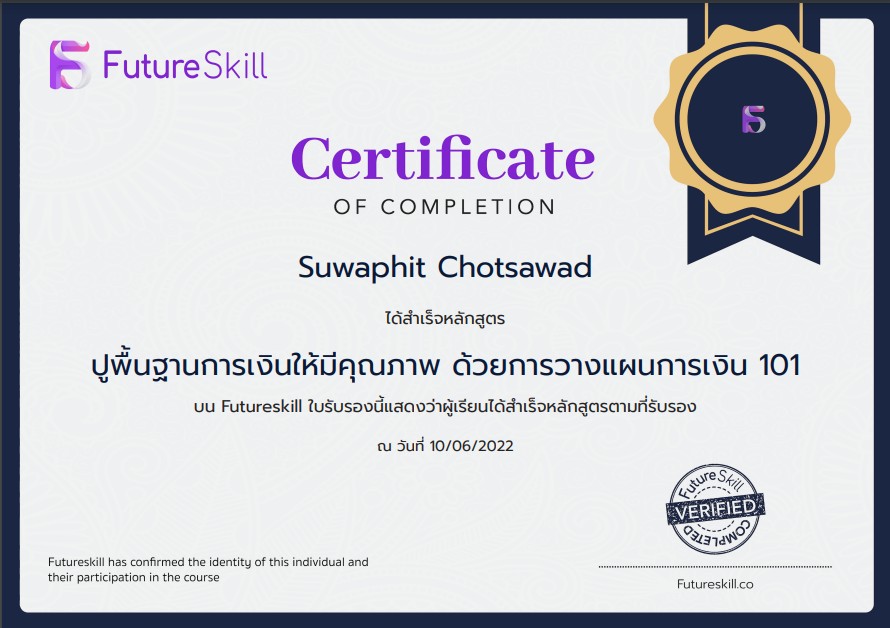 FutureSkill
Certificate
OF COMPLETION
Suwaphit Chotsawad
ได้สำเร็จหลักสูตร
ปูพื้นฐานการเงินให้มีคุณภาพ ด้วยการวางแผนการเงิน 101
บน Futureskill ใบรับรองนี้แสดงว่าผู้เรียนได้สำเร็จหลักสูตรตามที่รับรอง
ณ วันที่ 10/06/2022
FutureSkill
VERIFIED
COMPLETED
Futureskill has confirmed the identity of this individual and
their participation in the course
Futureskill.co